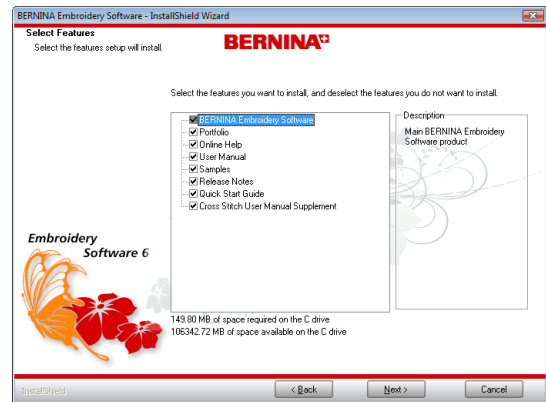 BERNINA Embroidery Software - InstallShield Wizard
Select Features
Select the features setup will install.
BERNINA
Select the features you want to install, and deselect the features you do not want to install.
BERNINA Embroidery Software
Portfolio
Online Help
User Manual
Samples
Release Notes
Quick Start Guide
Cross Stitch User Manual Supplement
Description
Main BERNINA Embroidery
Software product
Embroidery
Software 6
149.80 MB of space required on the C drive
106342.72 MB of space available on the C drive
InstallShield
< Back
Next >
Cancel